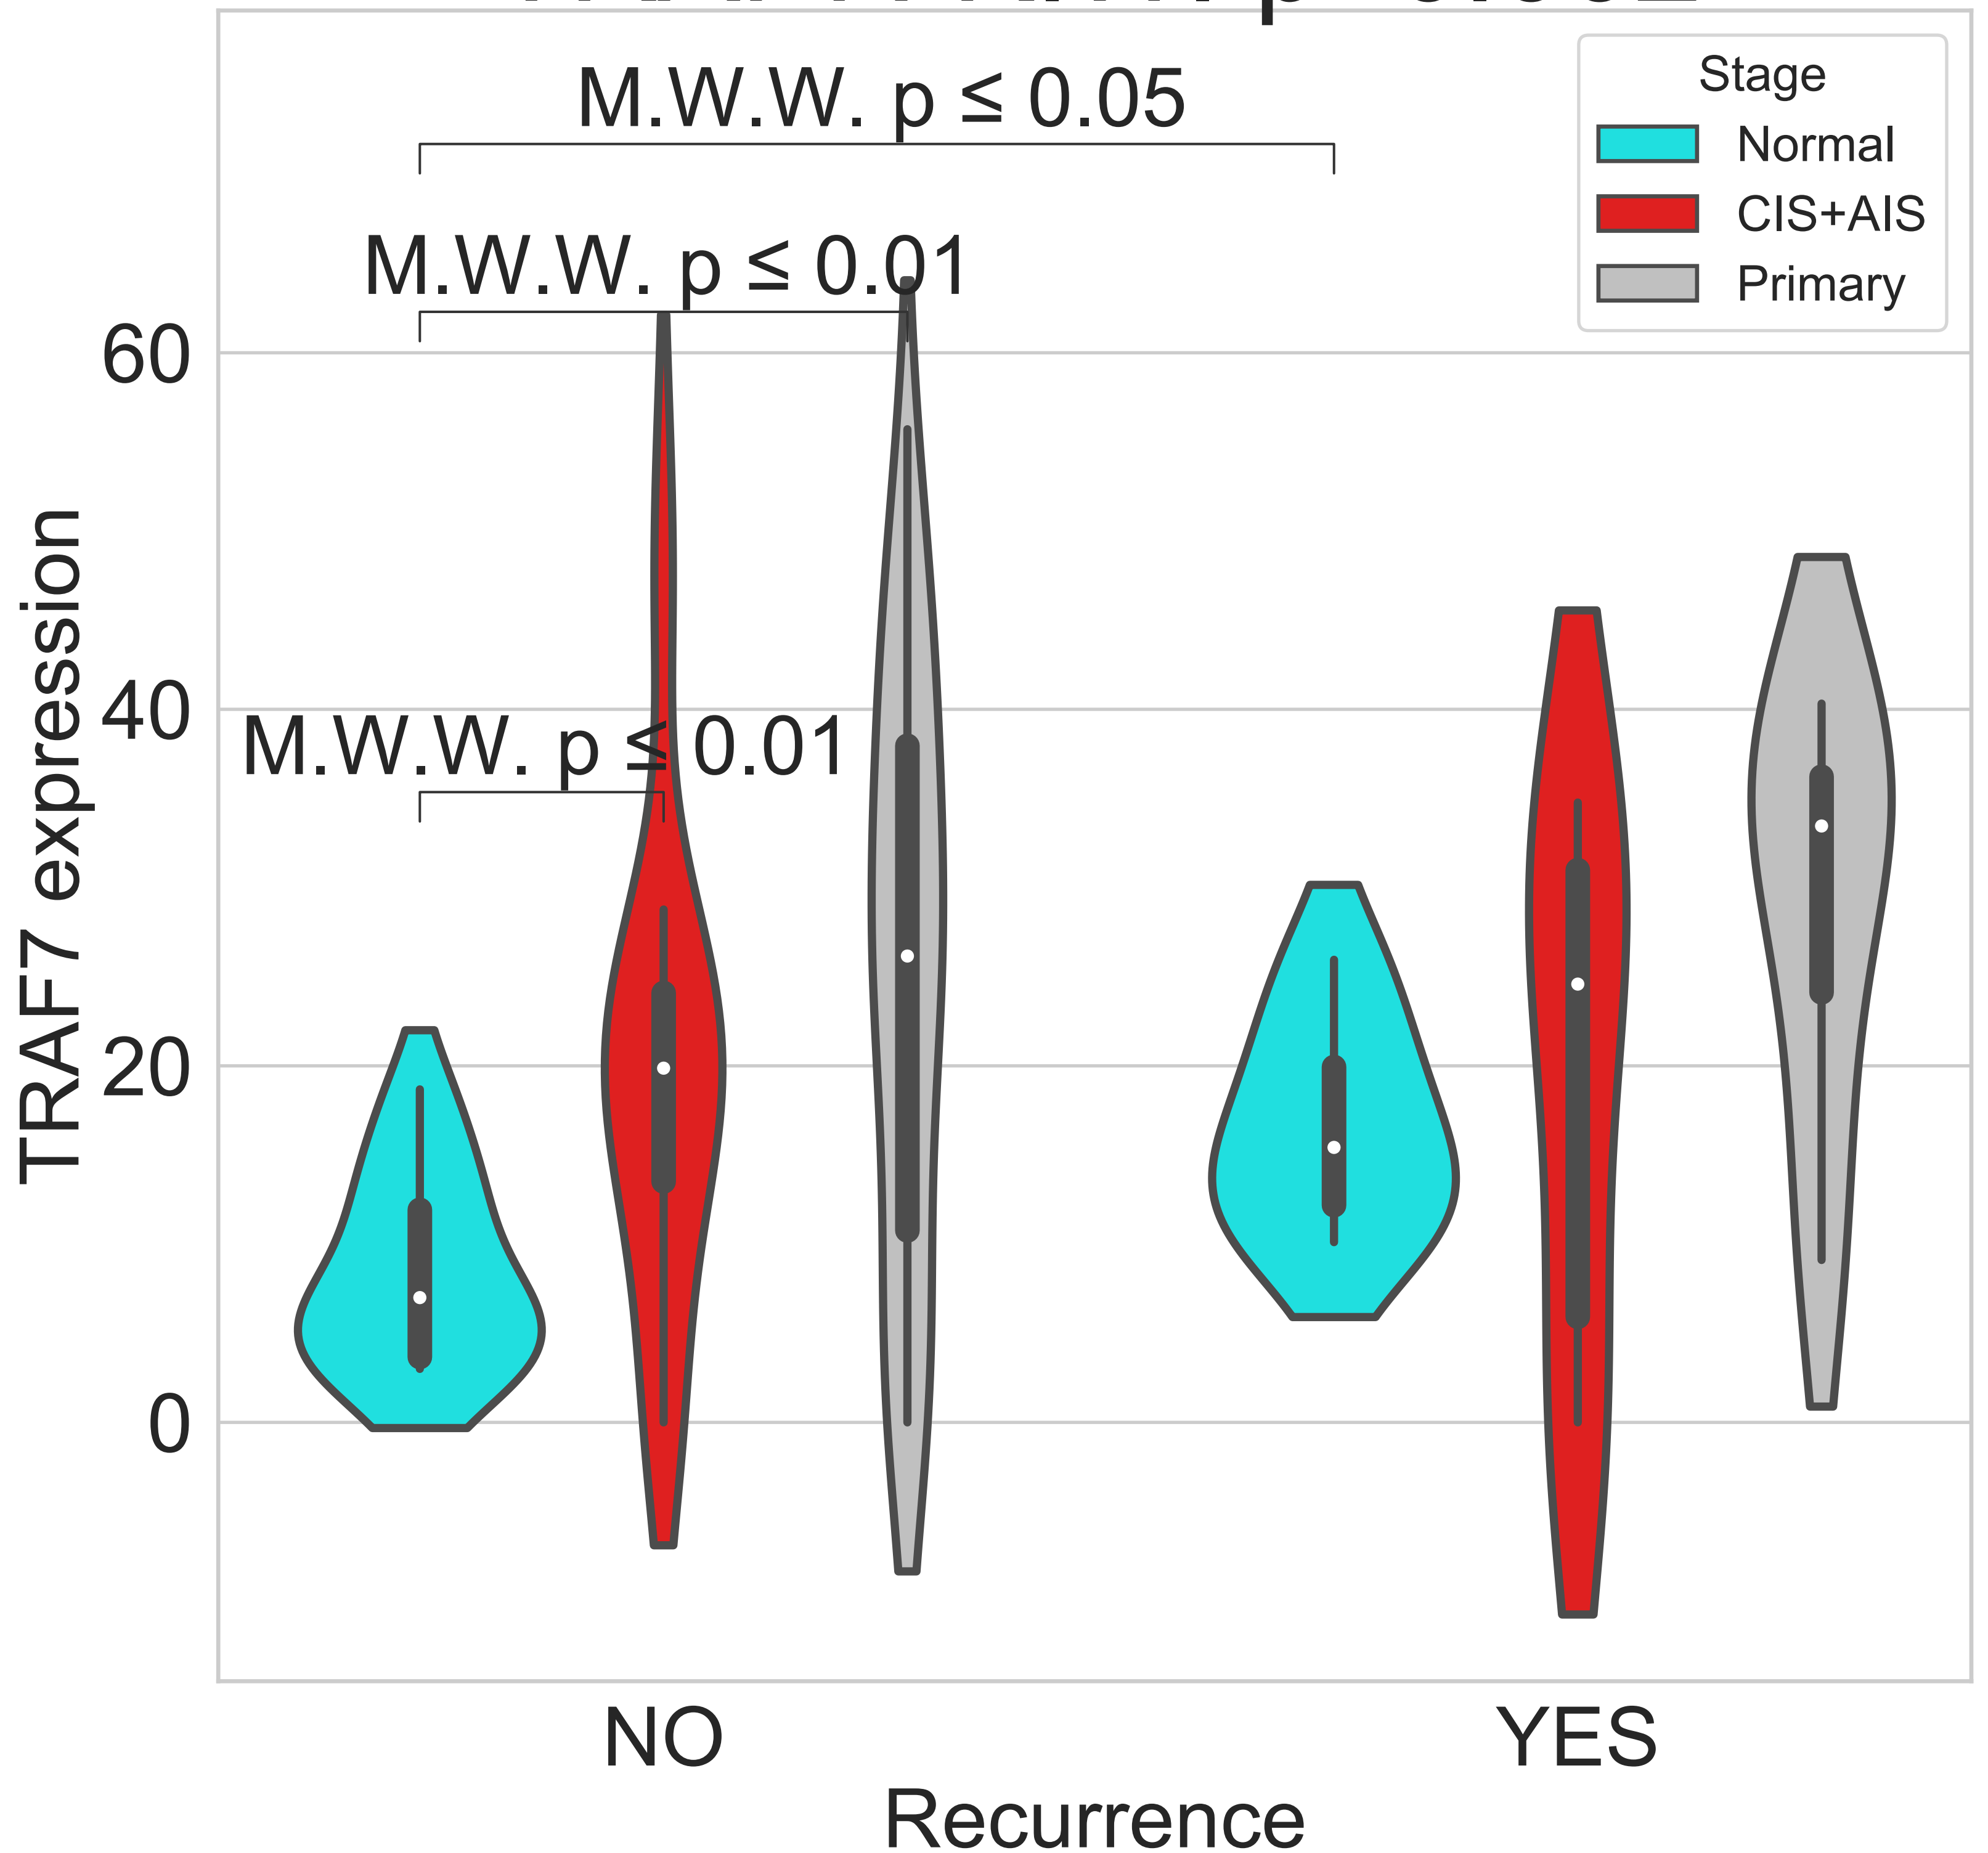 M.W.W. p ≤ 0.05
M.W.W. p ≤ 0.01
M.W.W. p ≤ 0.01
Stage
Normal
CIS+AIS
Primary
60
40
20
0
TRAF7 expression
NO
YES
Recurrence